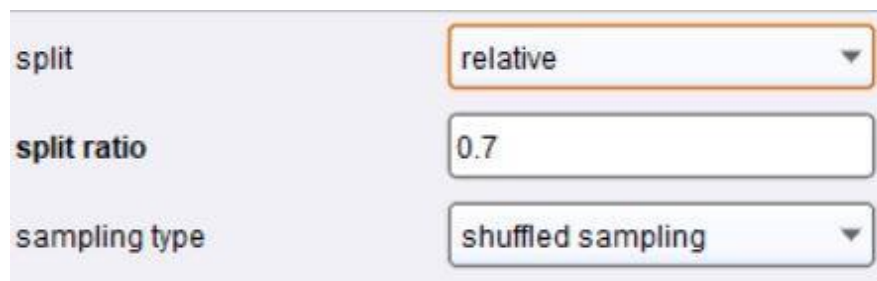 split relative
split ratio 0.7
sampling type shuffled sampling